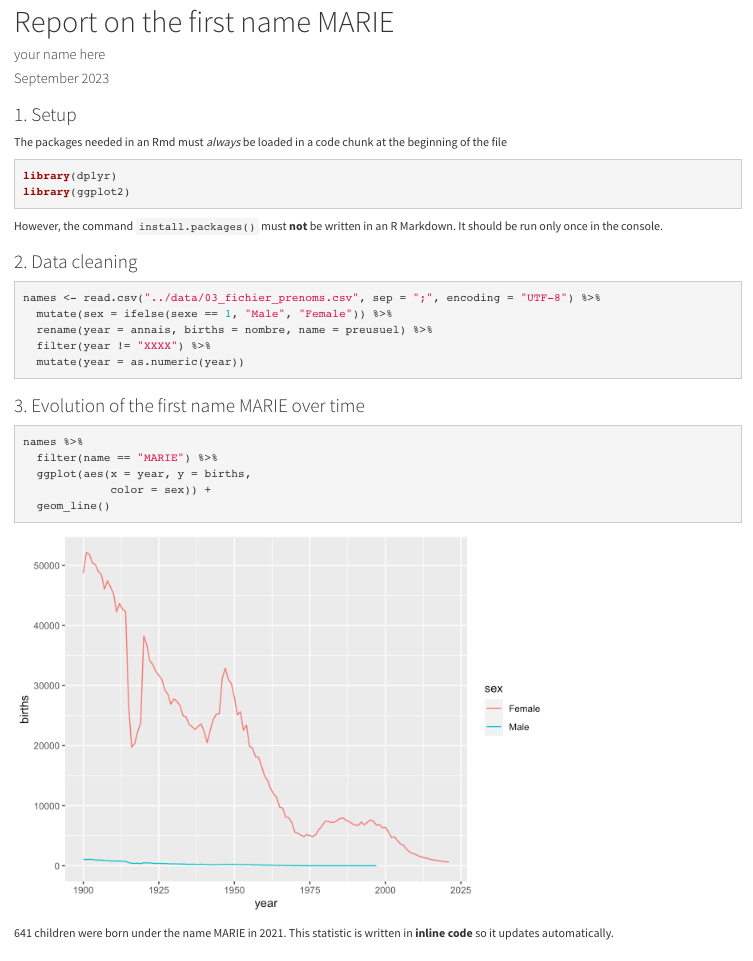 Report on the first name MARIE
your name here
September 2023
1. Setup
The packages needed in an Rmd must always be loaded in a code chunk at the beginning of the file
library(dplyr)
library(ggplot2)
However, the command install.packages() must not be written in an R Markdown. It should be run only once in the console.
2. Data cleaning
names <- read.csv("../data/03_fichier_prenoms.csv", sep = ";", encoding = "UTF-8") %>%
  mutate(sex = ifelse(sexe == 1, "Male", "Female")) %>%
  rename(year = annais, births = nombre, name = preusuel) %>%
  filter(year != "XXXX") %>%
  mutate(year = as.numeric(year))
3. Evolution of the first name MARIE over time
names %>%
  filter(name == "MARIE") %>%
  ggplot(aes(x = year, y = births,
             color = sex)) +
  geom_line()
50000
40000
30000
20000
10000
0
births
1900 1925 1950 1975 2000 2025
year
sex
Female
Male
641 children were born under the name MARIE in 2021. This statistic is written in inline code so it updates automatically.